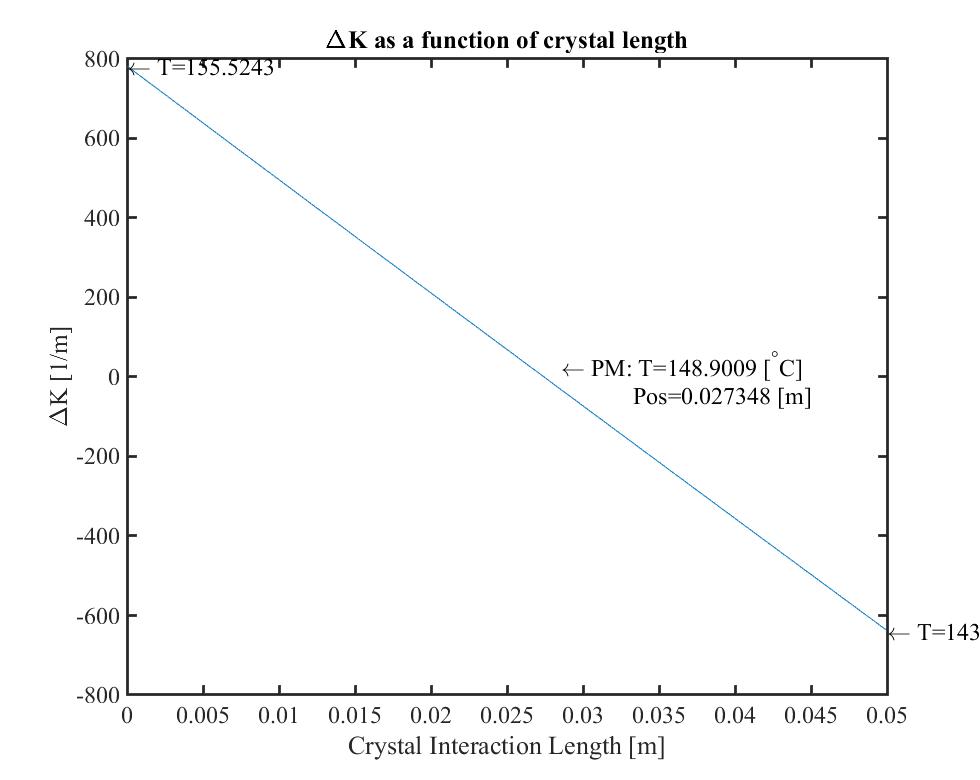 ΔK as a function of crystal length
800
← T=155.5243
600
400
200
0
← PM: T=148.9009 [°C]
Pos=0.027348 [m]
-200
-400
-600
← T=143
-800
0 0.005 0.01 0.015 0.02 0.025 0.03 0.035 0.04 0.045 0.05
Crystal Interaction Length [m]
ΔK [1/m]